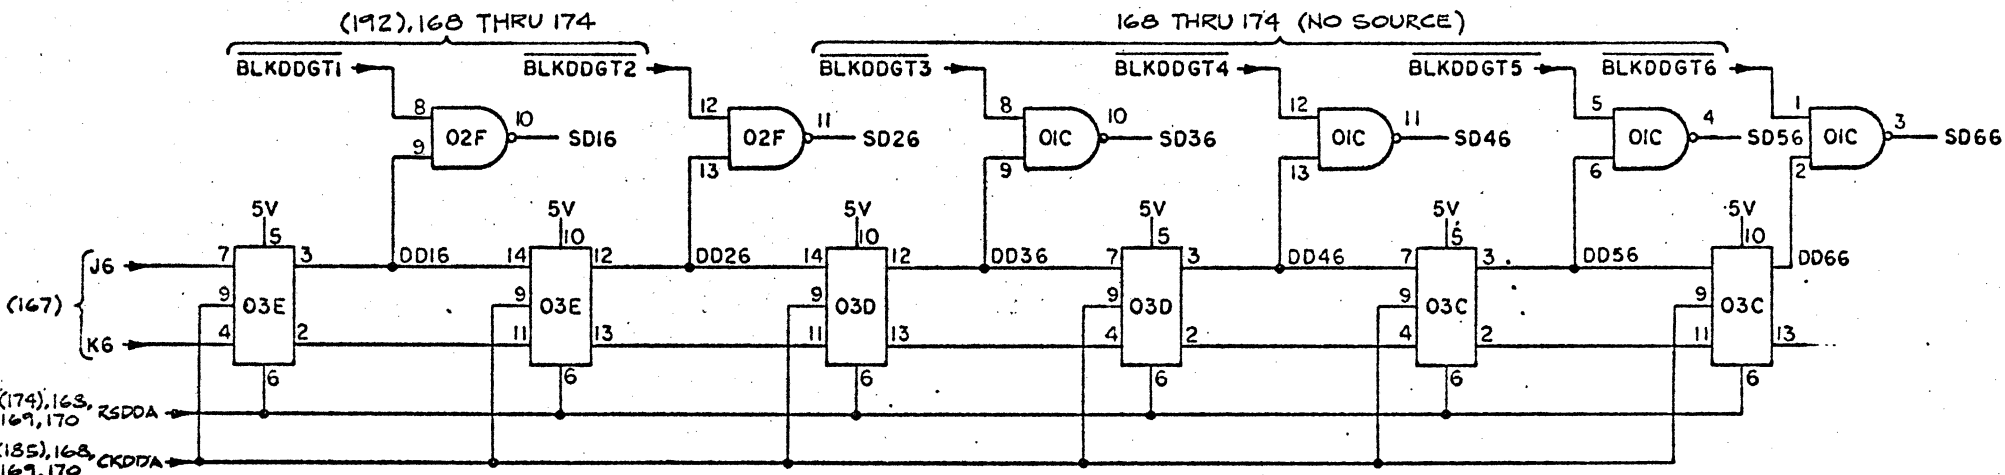 (192),168 THRU 174
168 THRU 174 (NO SOURCE)
BLKDDGT1 BLKDDGT2 BLKDDGT3 BLKDDGT4 BLKDDGT5 BLKDDGT6
8 02F 10 SD16
9
12 02F 11 SD26
13
8 01C 10 SD36
9
12 01C 11 SD46
13
5 01C 4 SD56
6
1 01C 3 SD66
2
5V 5V 5V 5V 5V 5V
5 10 10 5 5 10
J6 7 3 DD16 14 12 DD26 14 12 DD36 7 3 DD46 7 3 DD56 DD66
(167) 9 03E 9 03E 9 03D 9 03D 9 03C 9 03C
K6 4 2 11 13 11 13 4 2 4 2 11 13
6 6 6 6 6 6
(174),168, RSDDA
169,170
(185),168, CKDDA
169,170